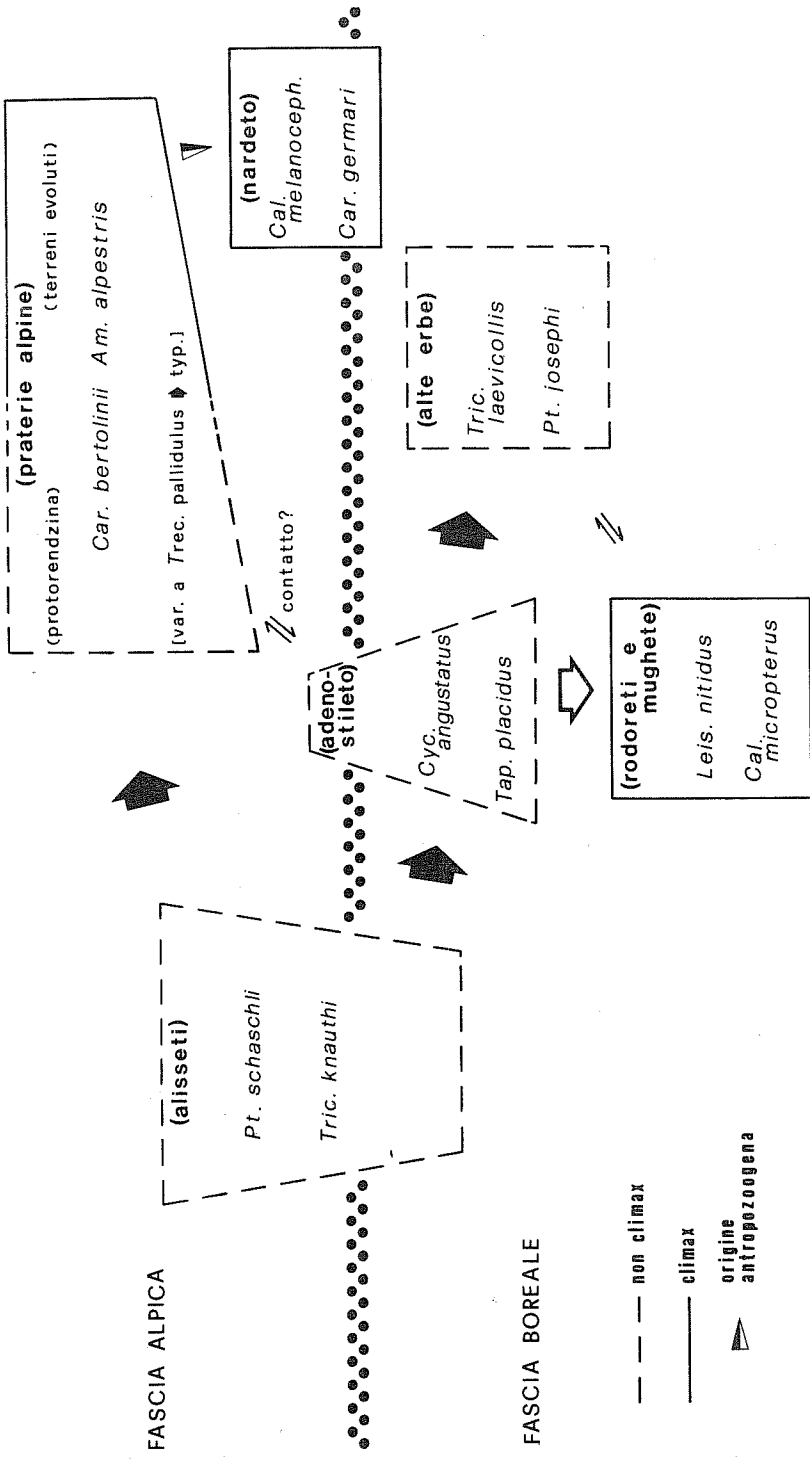 FASCIA ALPICA
(alisseti)
Pt. schaschli
Tric. knauthi
(praterie alpine)
(protorendzina)
(terreni evoluti)
Car. bertolinii Am. alpestris
[var. a Trec. pallidulus typ.]
contatto?
(nardeto)
Cal.
melanoceph.
Car. germari
(adeno-
stileto)
Cyc.
angustatus
Tap. placidus
(alte erbe)
Tric.
laevicollis
Pt. josephi
(rodoreti e
mughete)
Leis. nitidus
Cal.
micropterus
FASCIA BOREALE
non climax
climax
origine
antropozoogena